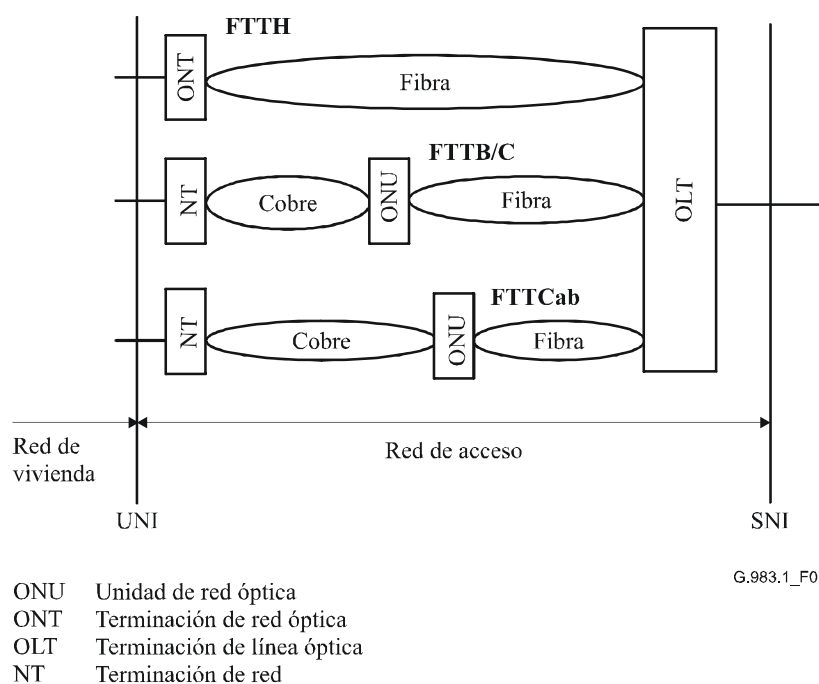 FTTH
ONT
Fibra
FTTB/C
NT
Cobre
ONU
Fibra
OLT
FTTCab
NT
Cobre
ONU
Fibra
Red de
vivienda
Red de acceso
UNI
SNI
G.983.1_F0
ONU Unidad de red óptica
ONT Terminación de red óptica
OLT Terminación de línea óptica
NT Terminación de red